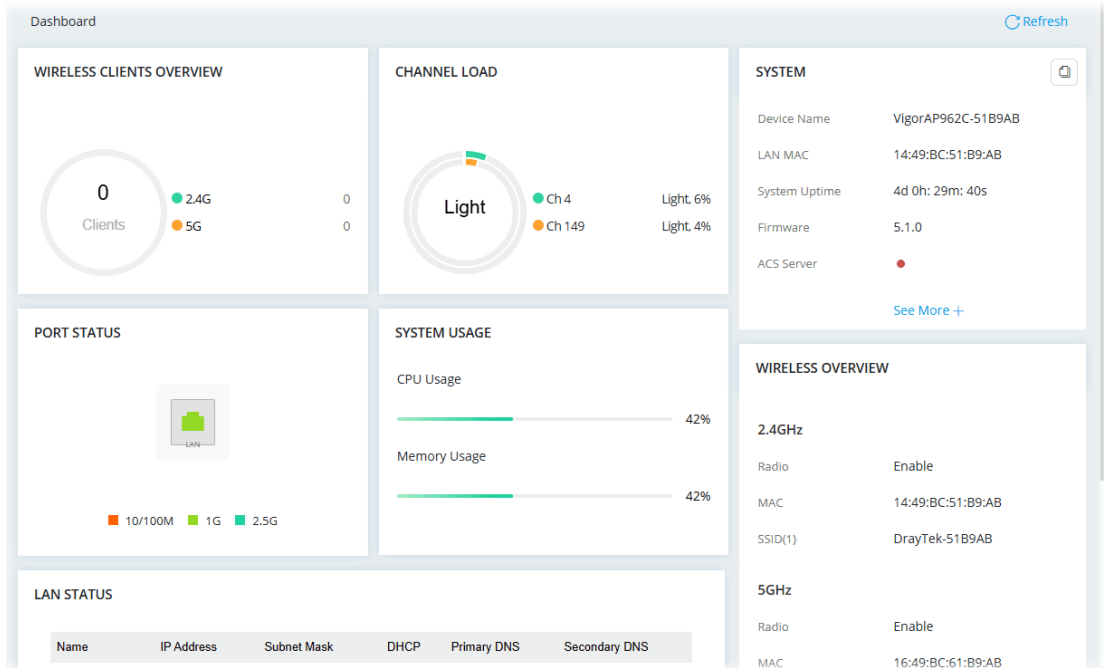 Dashboard
Refresh
WIRELESS CLIENTS OVERVIEW
0
Clients
2.4G 0
5G 0
CHANNEL LOAD
Light
Ch 4 Light, 6%
Ch 149 Light, 4%
SYSTEM
Device Name VigorAP962C-51B9AB
LAN MAC 14:49:BC:51:B9:AB
System Uptime 4d 0h: 29m: 40s
Firmware 5.1.0
ACS Server
See More
PORT STATUS
LAN
10/100M 1G 2.5G
SYSTEM USAGE
CPU Usage
42%
Memory Usage
42%
WIRELESS OVERVIEW
2.4GHz
Radio Enable
MAC 14:49:BC:51:B9:AB
SSID(1) DrayTek-51B9AB
5GHz
Radio Enable
MAC 16:49:BC:61:B9:AB
LAN STATUS
Name IP Address Subnet Mask DHCP Primary DNS Secondary DNS